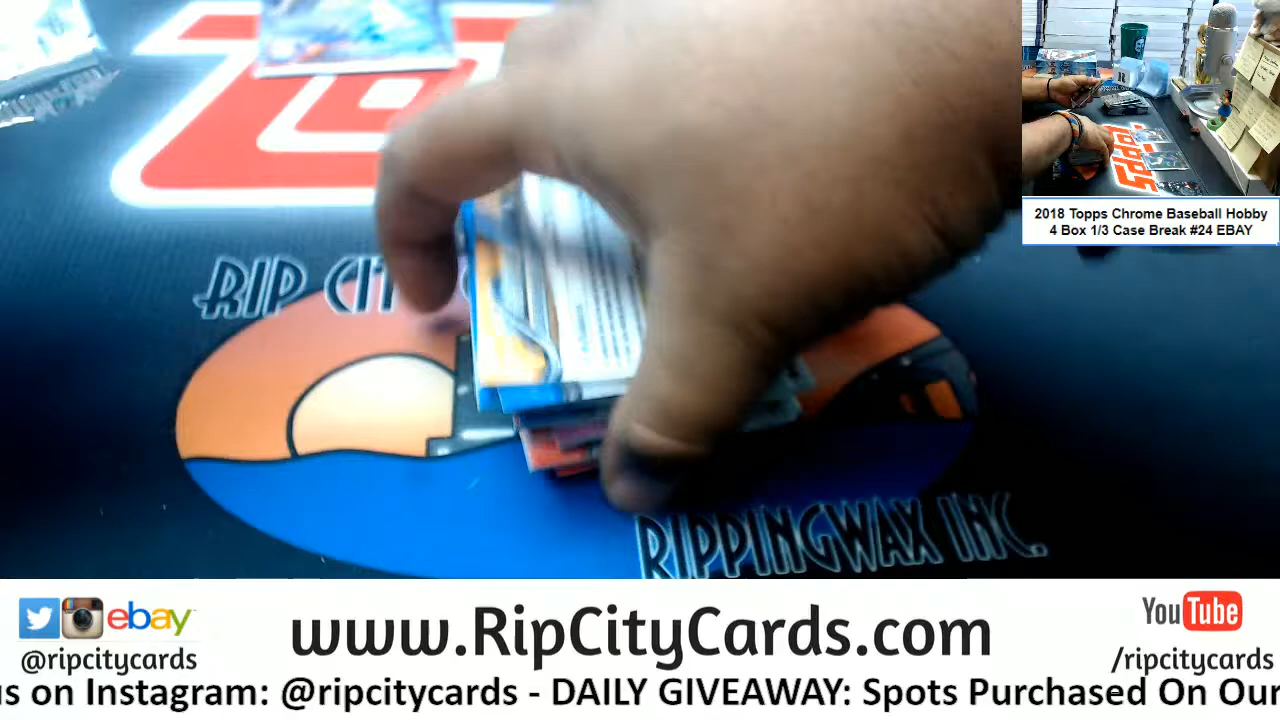 2018 Topps Chrome Baseball Hobby
4 Box 1/3 Case Break #24 EBAY
RIP CIT
RIPPINGWAX INC.
ebay
@ripcitycards
www.RipCityCards.com
YouTube
/ripcitycards
us on Instagram: @ripcitycards - DAILY GIVEAWAY: Spots Purchased On Our